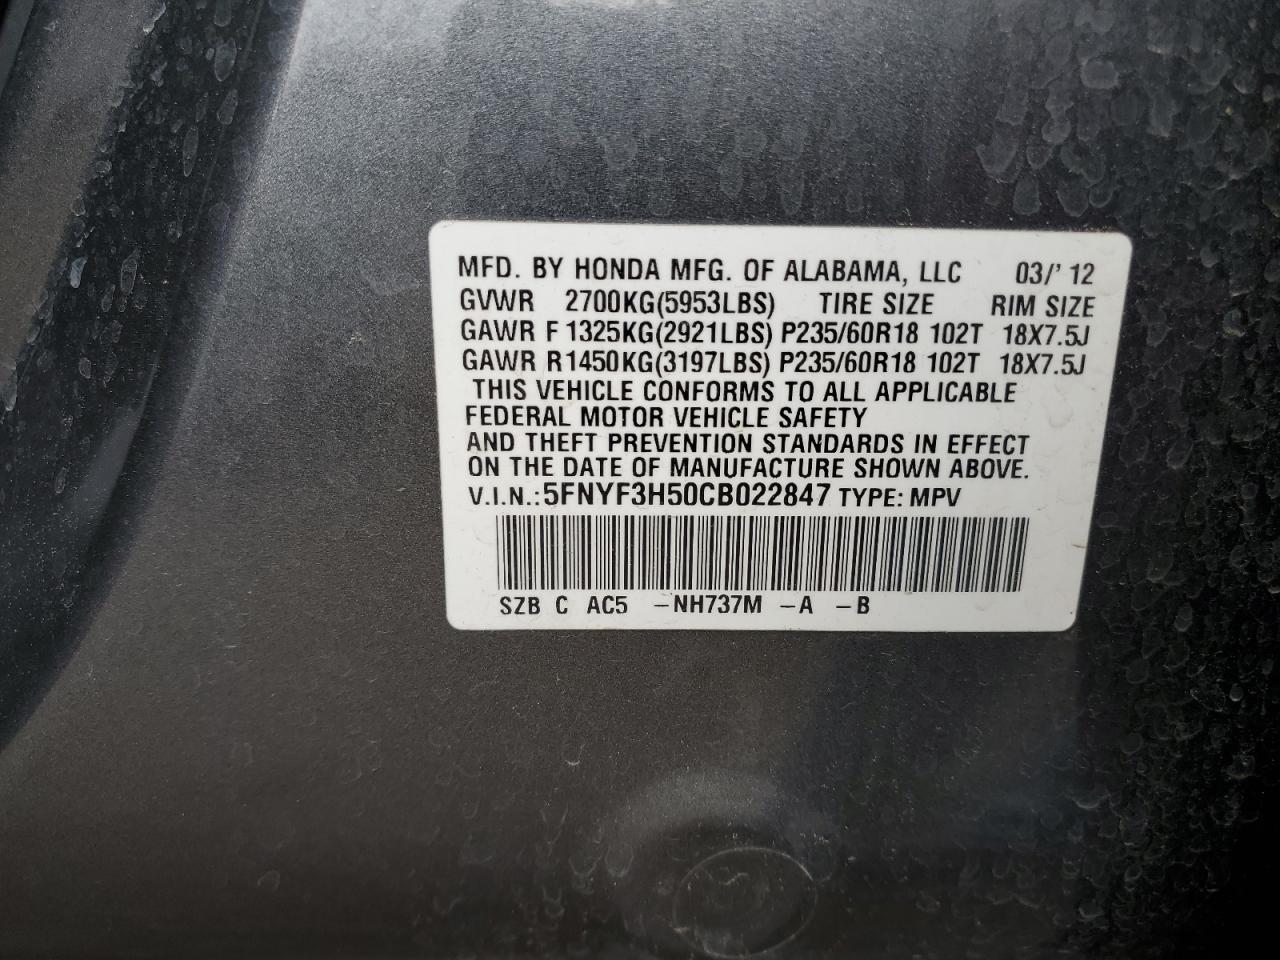 MFD. BY HONDA MFG. OF ALABAMA, LLC 03/' 12
GVWR 2700KG(5953LBS) TIRE SIZE RIM SIZE
GAWR F 1325KG(2921LBS) P235/60R18 102T 18X7.5J
GAWR R1450KG(3197LBS) P235/60R18 102T 18X7.5J
THIS VEHICLE CONFORMS TO ALL APPLICABLE
FEDERAL MOTOR VEHICLE SAFETY
AND THEFT PREVENTION STANDARDS IN EFFECT
ON THE DATE OF MANUFACTURE SHOWN ABOVE.
V.I.N.:5FNYF3H50CB022847 TYPE: MPV
SZB C AC5 –NH737M –A –B